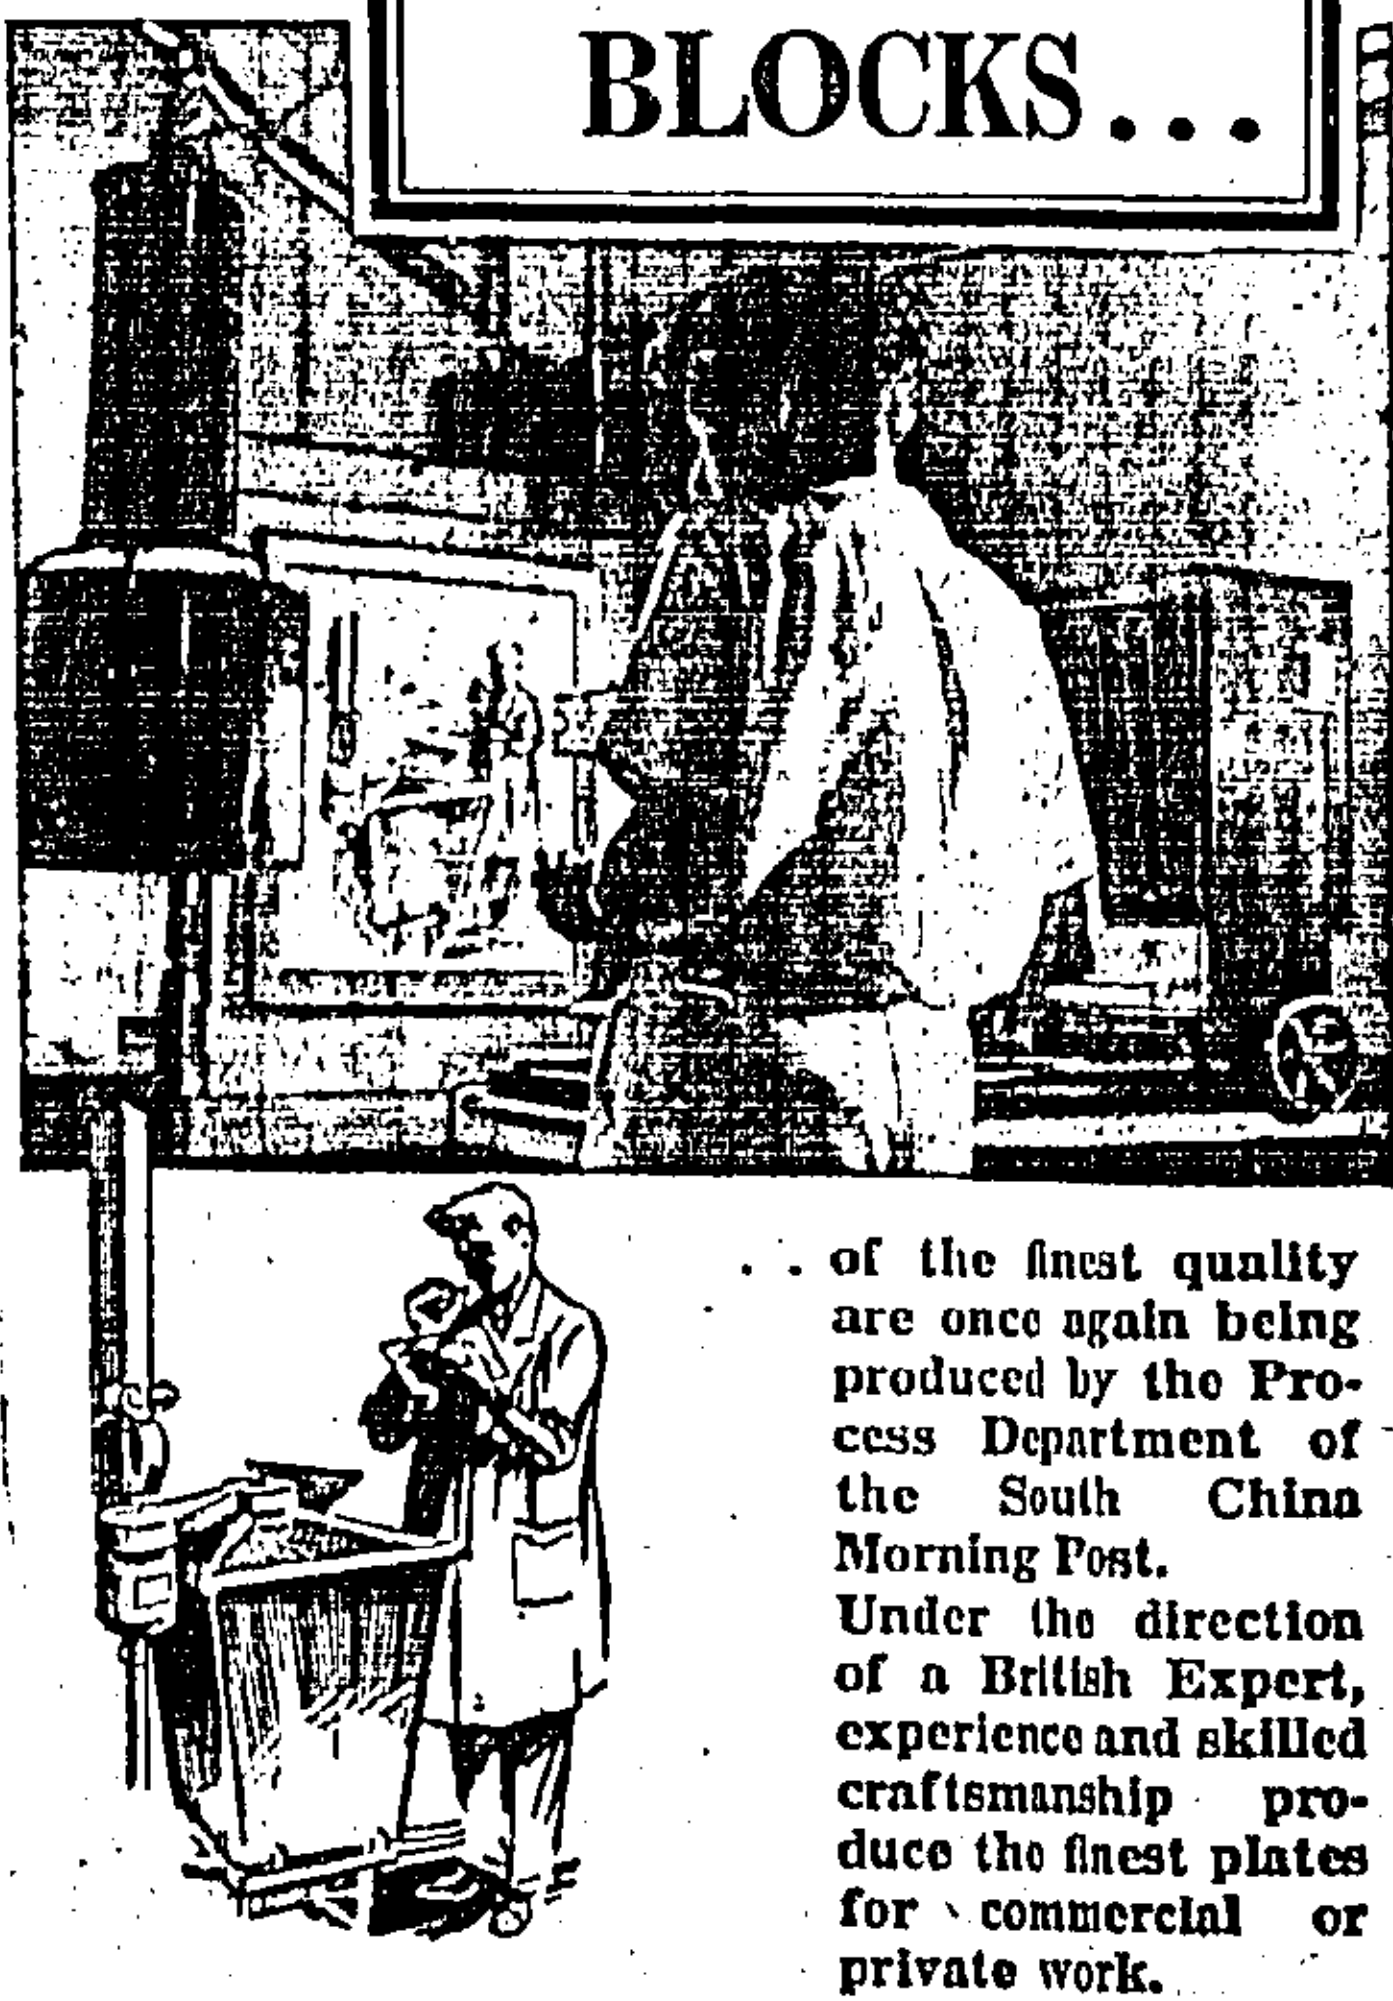 BLOCKS...
.. of the finest quality
are once again being
produced by the Pro-
cess Department of
the South China
Morning Post.
Under the direction
of a British Expert,
experience and skilled
craftsmanship pro-
duce the finest plates
for commercial or
private work.